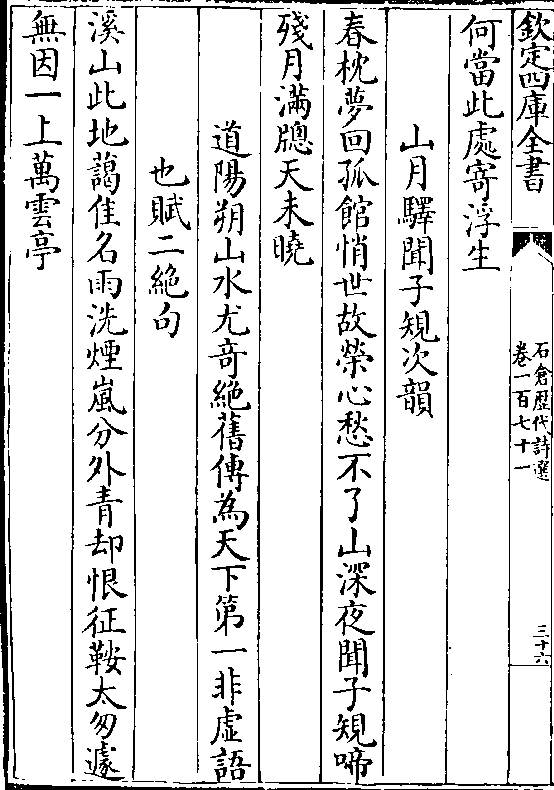 欽定四庫全書
石倉歴代詩選
卷一百七十一
三十六
何當此處寄浮生
山月驛聞子規次韻
春枕夢回孤館悄世故縈心愁不了山深夜聞子規啼
殘月滿牎天未曉
道陽朔山水尤奇絶舊傳為天下第一非虛語
也賦二絶句
溪山此地藹佳名雨洗煙嵐分外青却恨征鞍太匆遽
無因一上萬雲亭